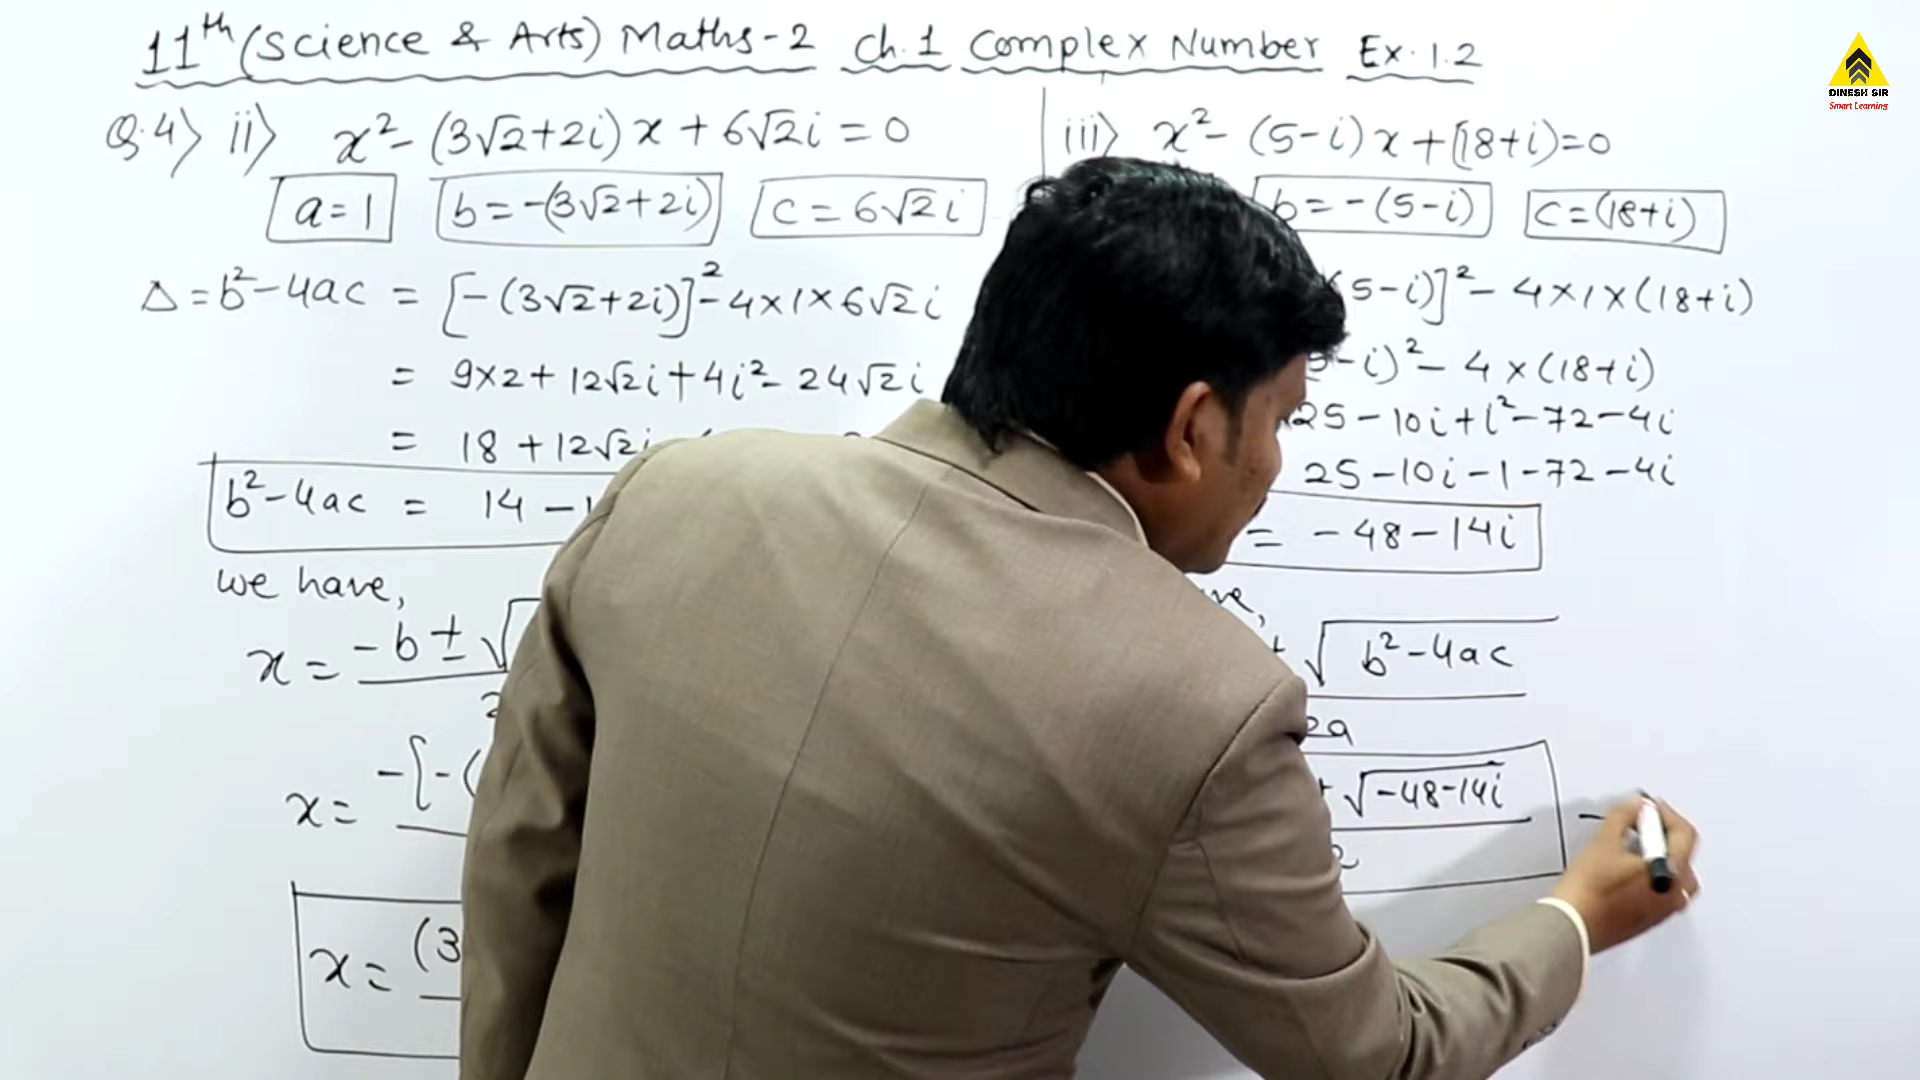 11th (Science & Arts) Maths-2 Ch.1 Complex Number Ex.1.2
DINESH SIR
Smart Learning
Q.4) ii) x² - (3√2+2i) x + 6√2i = 0
a=1 b=-(3√2+2i) c=6√2i
Δ = b²-4ac = [-(3√2+2i)]² - 4×1×6√2i
= 9×2 + 12√2i + 4i² - 24√2i
= 18 + 12√2i
b²-4ac = 14 - 1
we have,
x = -b ± √
x = -[-(
x = (3
iii) x² - (5-i) x + (18+i)=0
b=-(5-i) c=(18+i)
(5-i)]² - 4×1×(18+i)
-i)² - 4×(18+i)
25-10i+i²-72-4i
25-10i-1-72-4i
= -48-14i
√b²-4ac
2a
√-48-14i
2